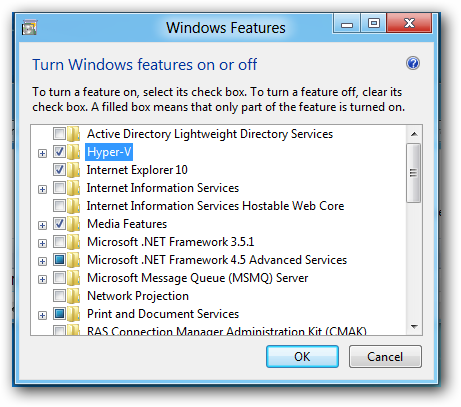 Windows Features
Turn Windows features on or off
To turn a feature on, select its check box. To turn a feature off, clear its
check box. A filled box means that only part of the feature is turned on.
Active Directory Lightweight Directory Services
Hyper-V
Internet Explorer 10
Internet Information Services
Internet Information Services Hostable Web Core
Media Features
Microsoft .NET Framework 3.5.1
Microsoft .NET Framework 4.5 Advanced Services
Microsoft Message Queue (MSMQ) Server
Network Projection
Print and Document Services
RAS Connection Manager Administration Kit (CMAK)
OK
Cancel